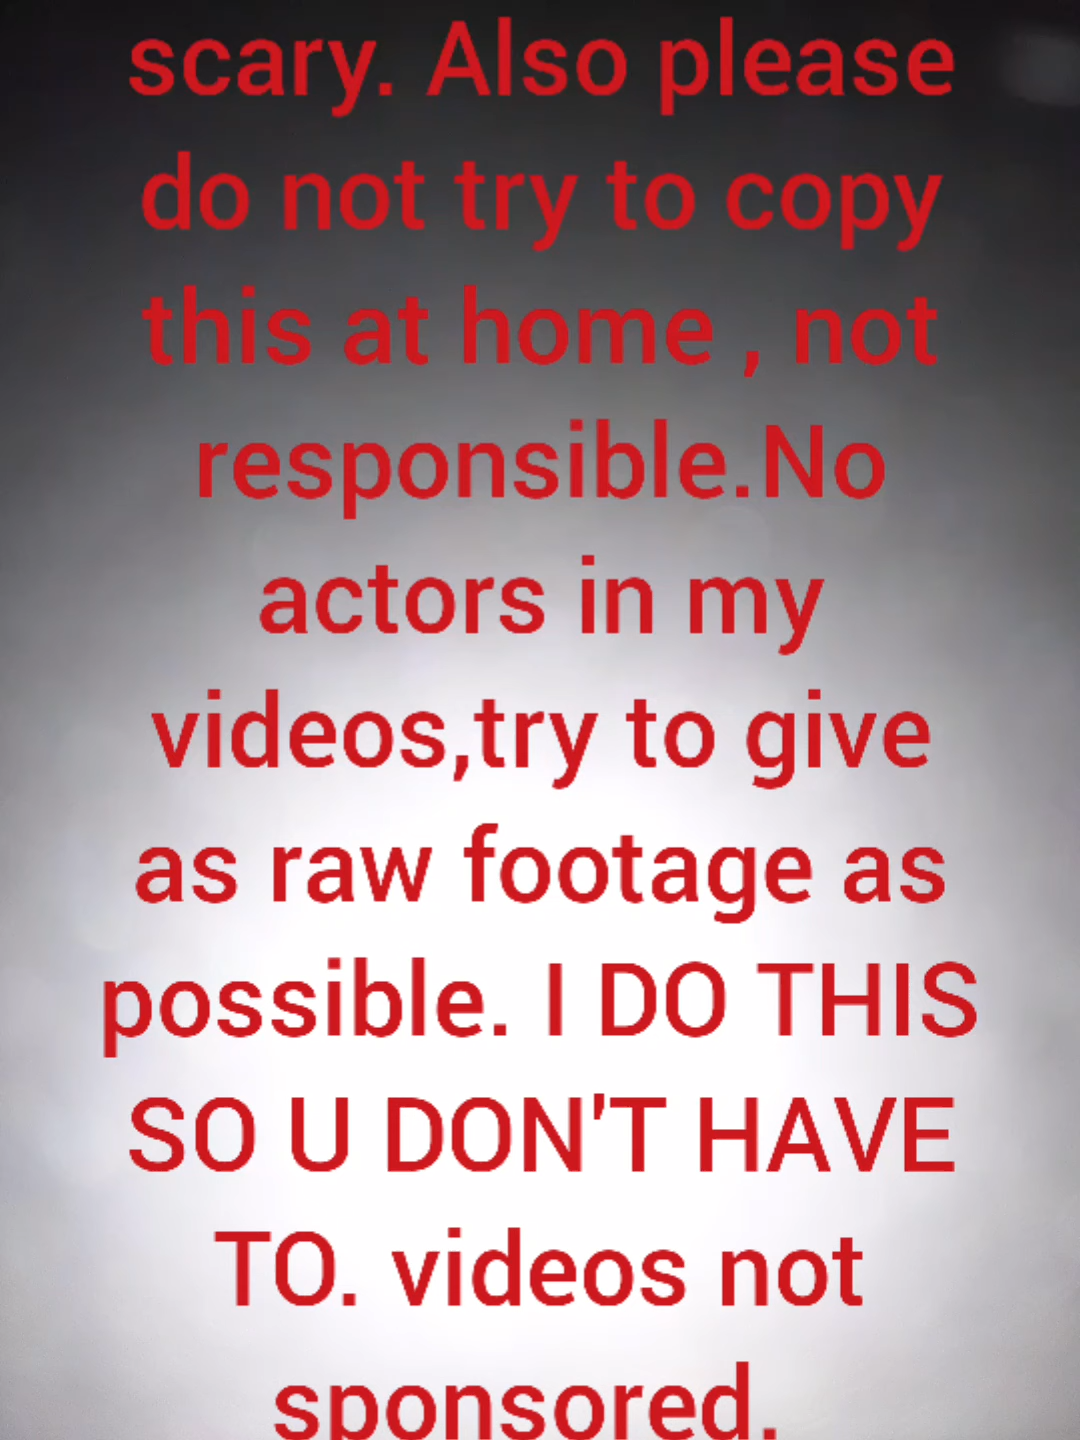 scary. Also please
do not try to copy
this at home , not
responsible.No
actors in my
videos,try to give
as raw footage as
possible. I DO THIS
SO U DON'T HAVE
TO. videos not
sponsored.